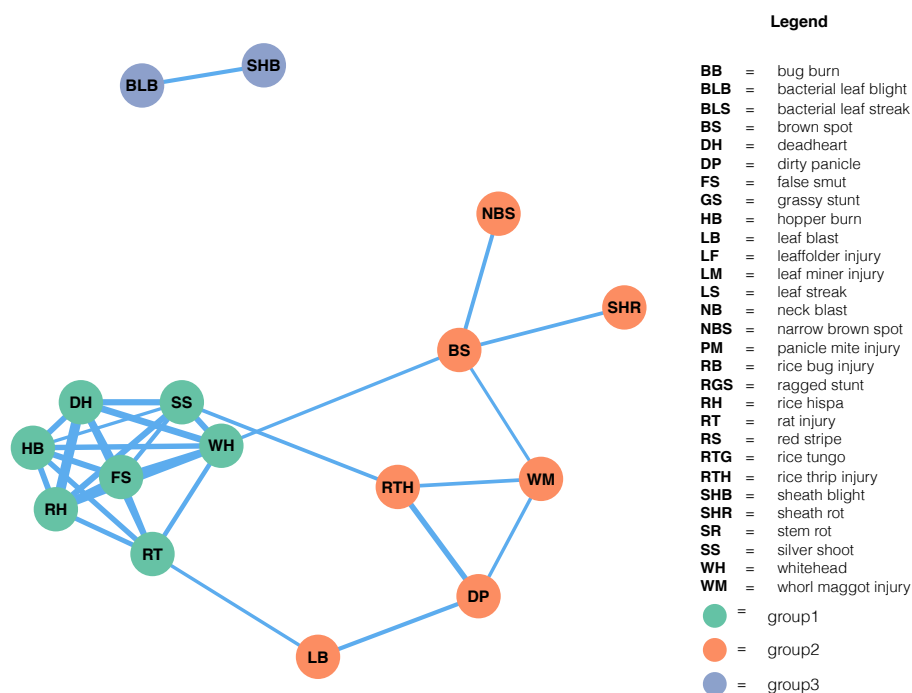 Legend
SHB
BLB
BB = bug burn
BLB = bacterial leaf blight
BLS = bacterial leaf streak
BS = brown spot
DH = deadheart
DP = dirty panicle
FS = false smut
GS = grassy stunt
HB = hopper burn
LB = leaf blast
LF = leaffolder injury
LM = leaf miner injury
LS = leaf streak
NB = neck blast
NBS = narrow brown spot
PM = panicle mite injury
RB = rice bug injury
RGS = ragged stunt
RH = rice hispa
RT = rat injury
RS = red stripe
RTG = rice tungo
RTH = rice thrip injury
SHB = sheath blight
SHR = sheath rot
SR = stem rot
SS = silver shoot
WH = whitehead
WM = whorl maggot injury
= group1
= group2
= group3
NBS
SHR
BS
DH
SS
HB
WH
FS
RH
RT
RTH
WM
DP
LB